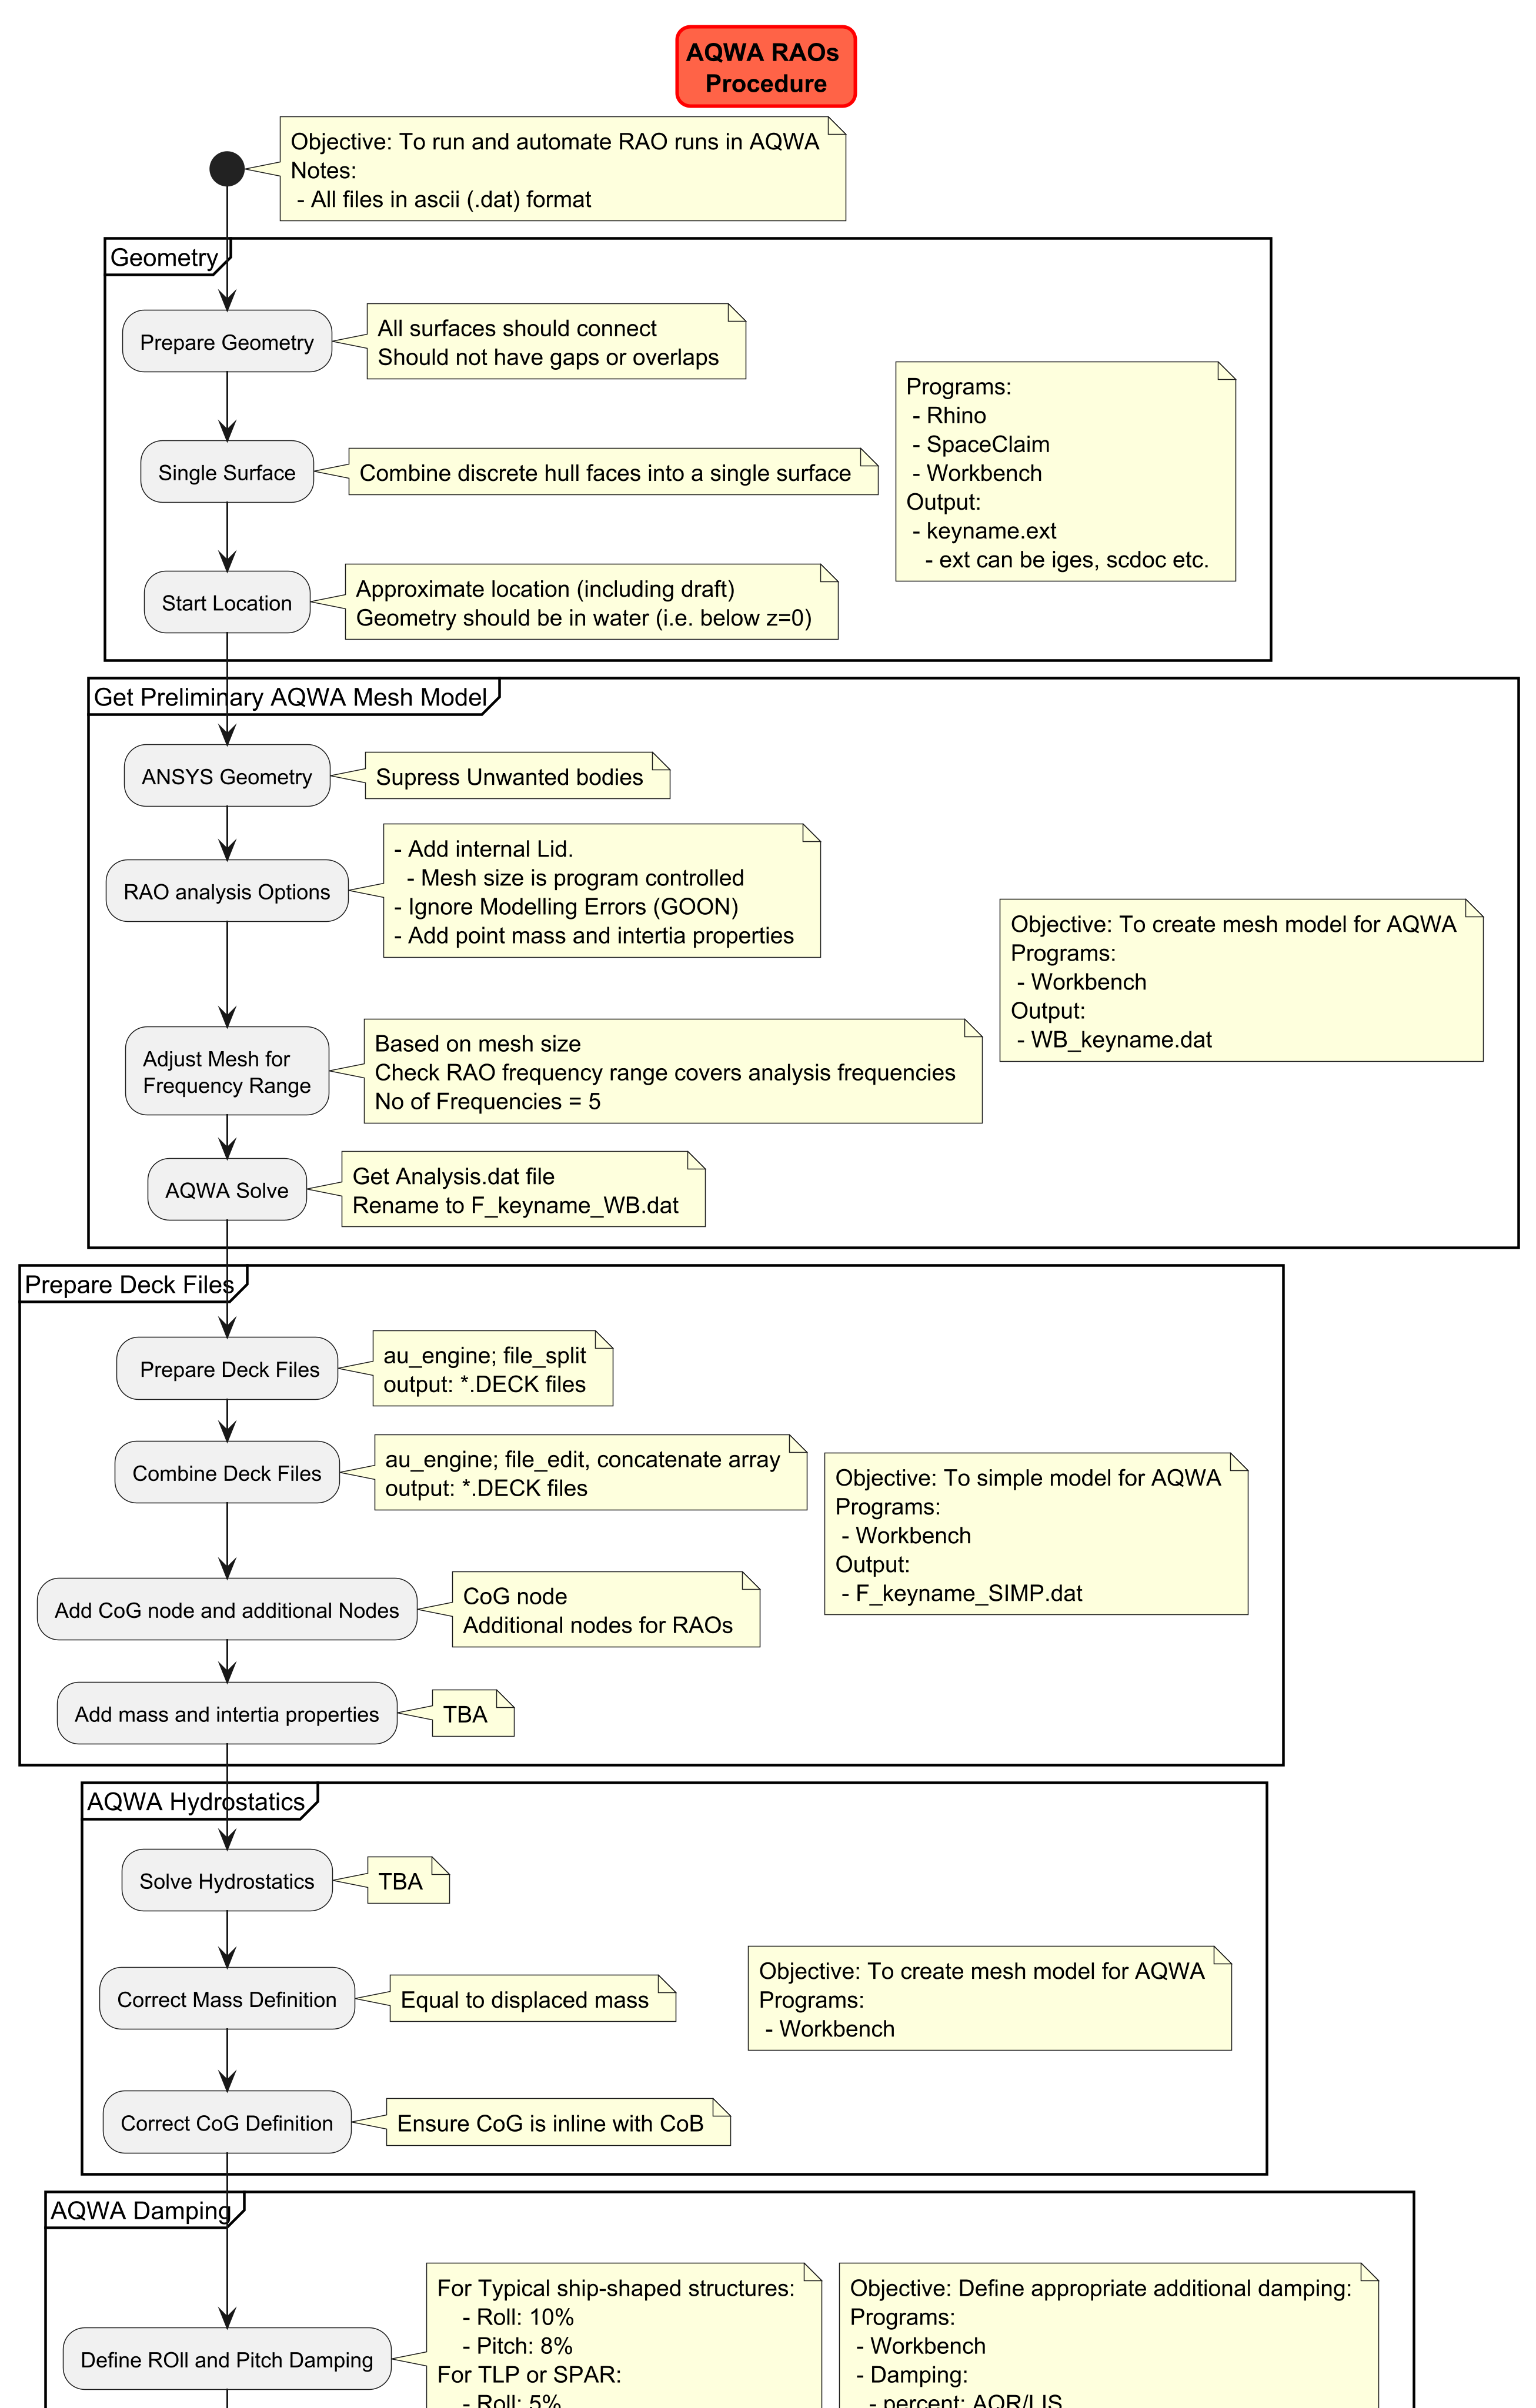 AQWA RAOs
Procedure
Objective: To run and automate RAO runs in AQWA
Notes:
- All files in ascii (.dat) format
Geometry
Prepare Geometry
All surfaces should connect
Should not have gaps or overlaps
Single Surface
Combine discrete hull faces into a single surface
Start Location
Approximate location (including draft)
Geometry should be in water (i.e. below z=0)
Programs:
- Rhino
- SpaceClaim
- Workbench
Output:
- keyname.ext
- ext can be iges, scdoc etc.
Get Preliminary AQWA Mesh Model
ANSYS Geometry
Supress Unwanted bodies
RAO analysis Options
- Add internal Lid.
- Mesh size is program controlled
- Ignore Modelling Errors (GOON)
- Add point mass and intertia properties
Adjust Mesh for
Frequency Range
Based on mesh size
Check RAO frequency range covers analysis frequencies
No of Frequencies = 5
AQWA Solve
Get Analysis.dat file
Rename to F_keyname_WB.dat
Objective: To create mesh model for AQWA
Programs:
- Workbench
Output:
- WB_keyname.dat
Prepare Deck Files
Prepare Deck Files
au_engine; file_split
output: *.DECK files
Combine Deck Files
au_engine; file_edit, concatenate array
output: *.DECK files
Add CoG node and additional Nodes
CoG node
Additional nodes for RAOs
Add mass and intertia properties
TBA
Objective: To simple model for AQWA
Programs:
- Workbench
Output:
- F_keyname_SIMP.dat
AQWA Hydrostatics
Solve Hydrostatics
TBA
Correct Mass Definition
Equal to displaced mass
Correct CoG Definition
Ensure CoG is inline with CoB
Objective: To create mesh model for AQWA
Programs:
- Workbench
AQWA Damping
Define ROll and Pitch Damping
For Typical ship-shaped structures:
- Roll: 10%
- Pitch: 8%
For TLP or SPAR:
- Roll: 5%
Objective: Define appropriate additional damping:
Programs:
- Workbench
- Damping:
- percent: AQR/LIS